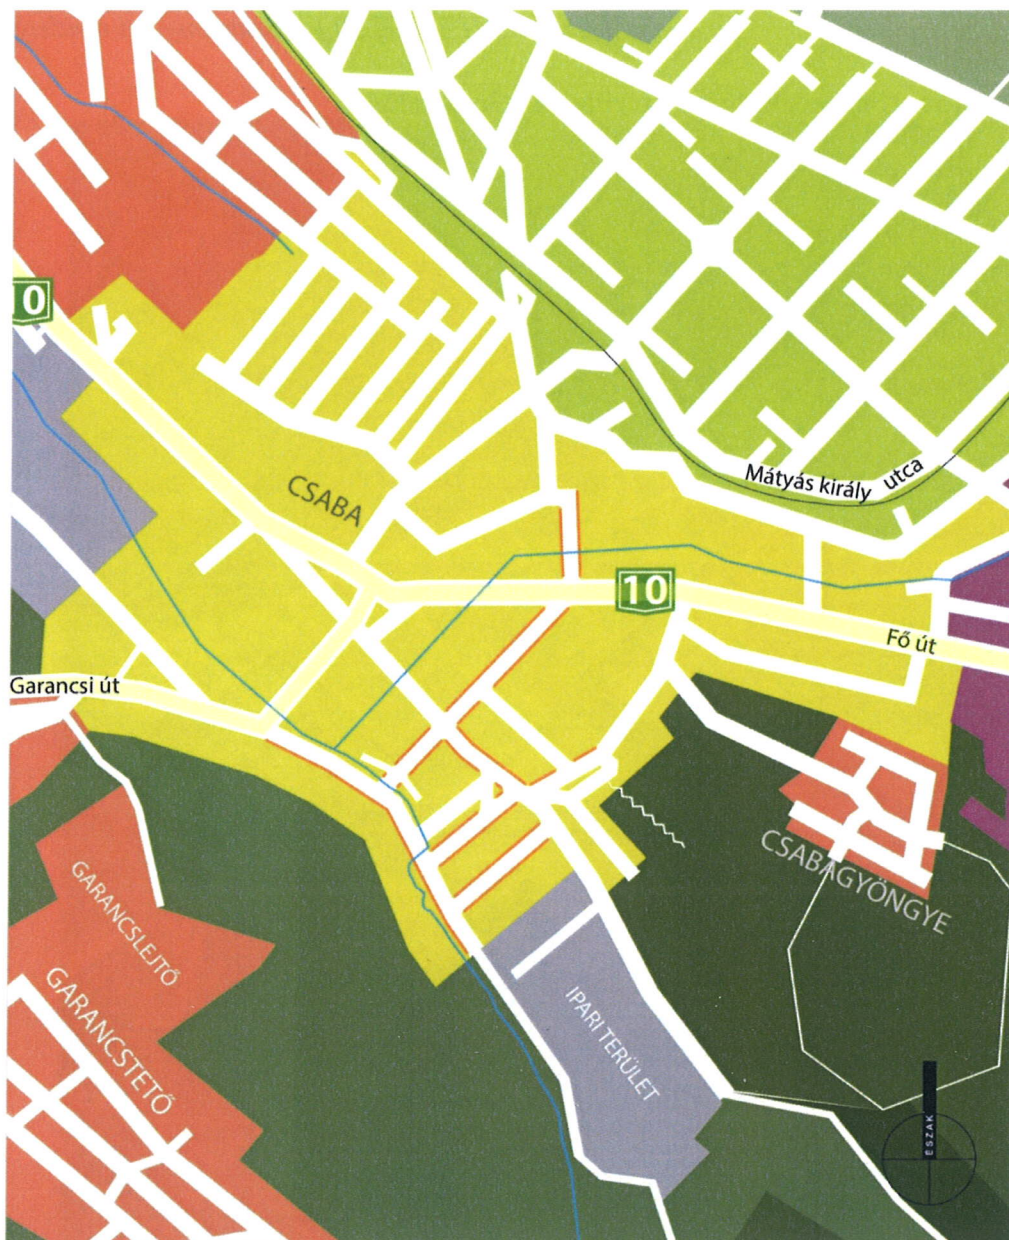 0
CSABA
Mátyás király utca
10
Fő út
Garancsi út
CSABAGYÖNGYE
GARANCSLEJTŐ
GARANCSTETŐ
IPARI TERÜLET
ÉSZAK